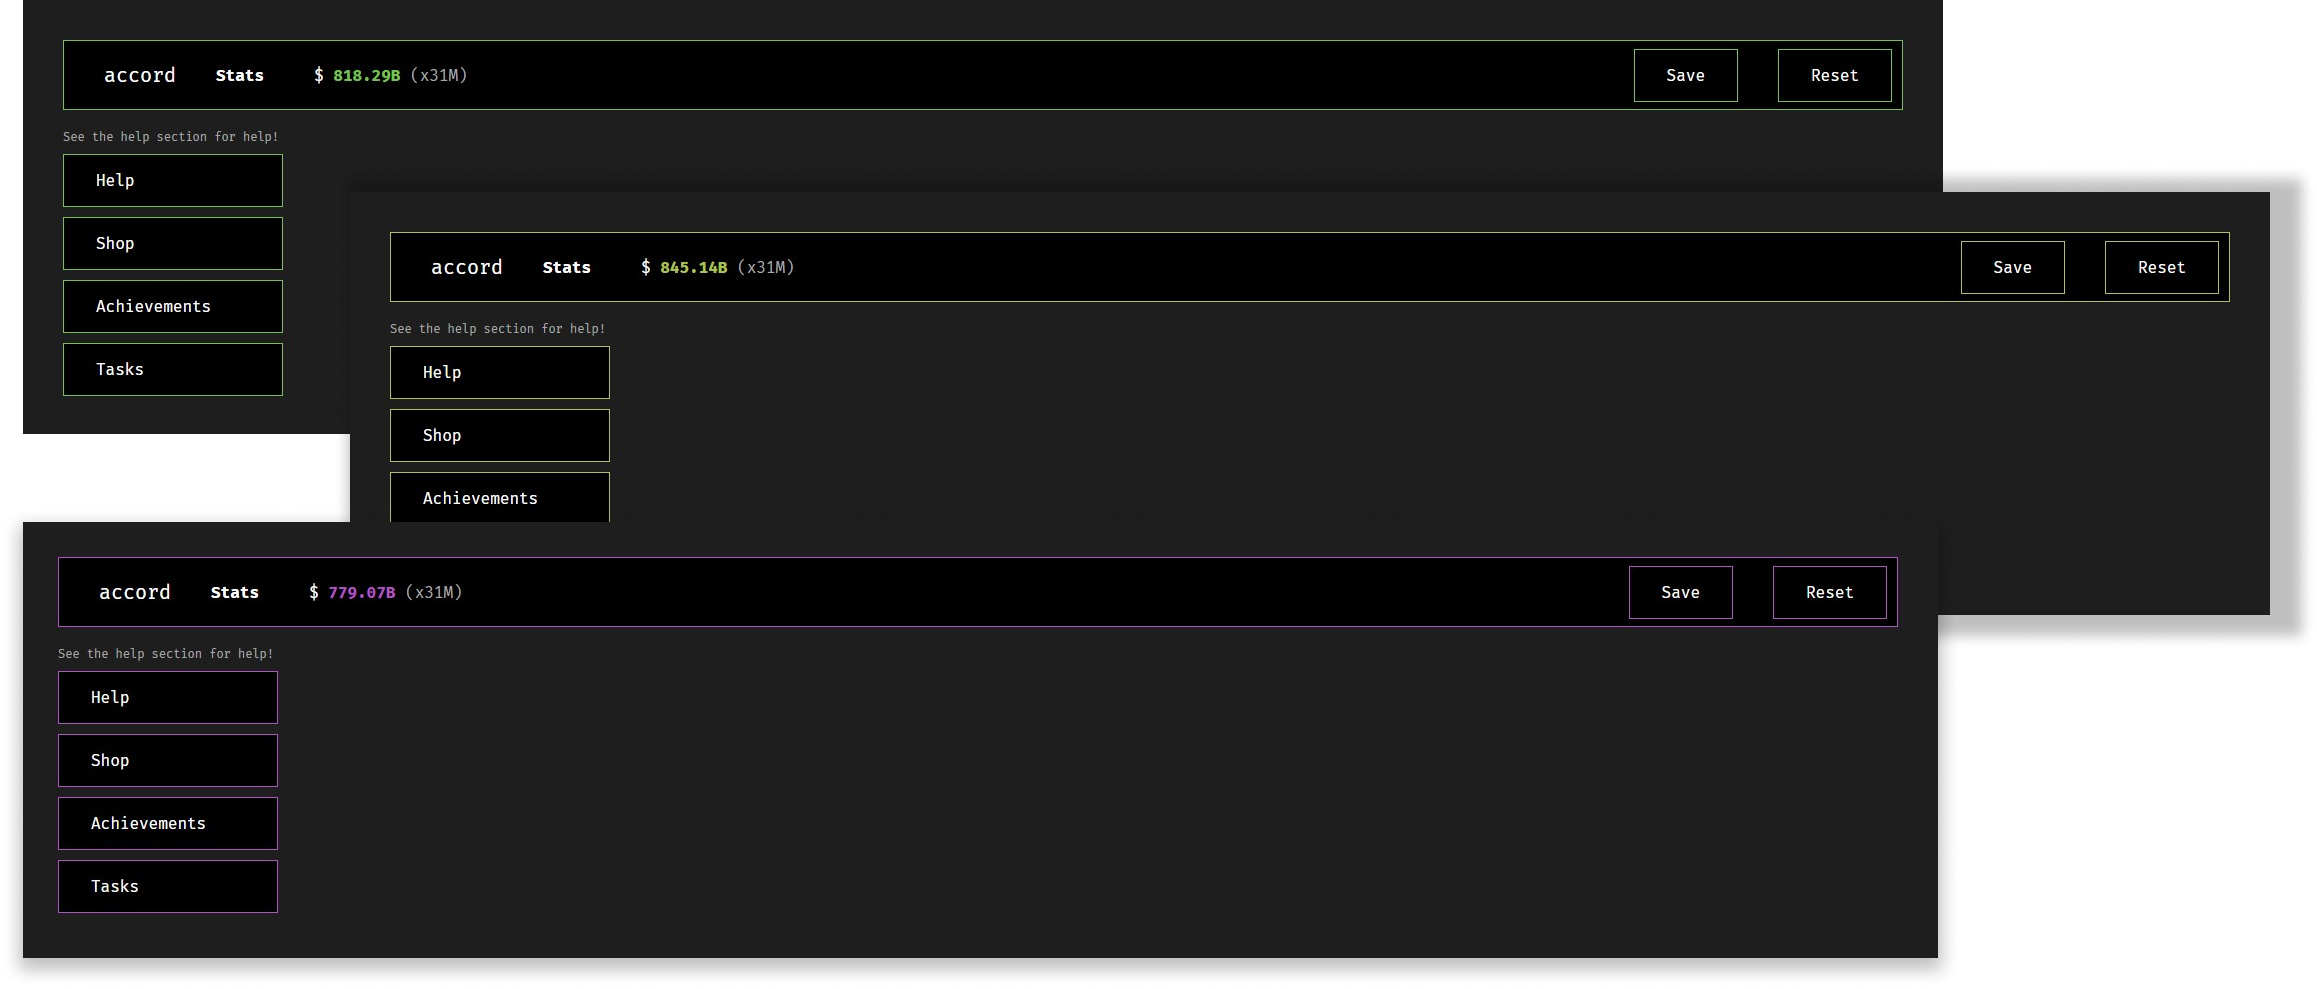 accord Stats $ 818.29B (x31M) Save Reset
See the help section for help!
Help
Shop
Achievements
Tasks
accord Stats $ 845.14B (x31M) Save Reset
See the help section for help!
Help
Shop
Achievements
accord Stats $ 779.07B (x31M) Save Reset
See the help section for help!
Help
Shop
Achievements
Tasks